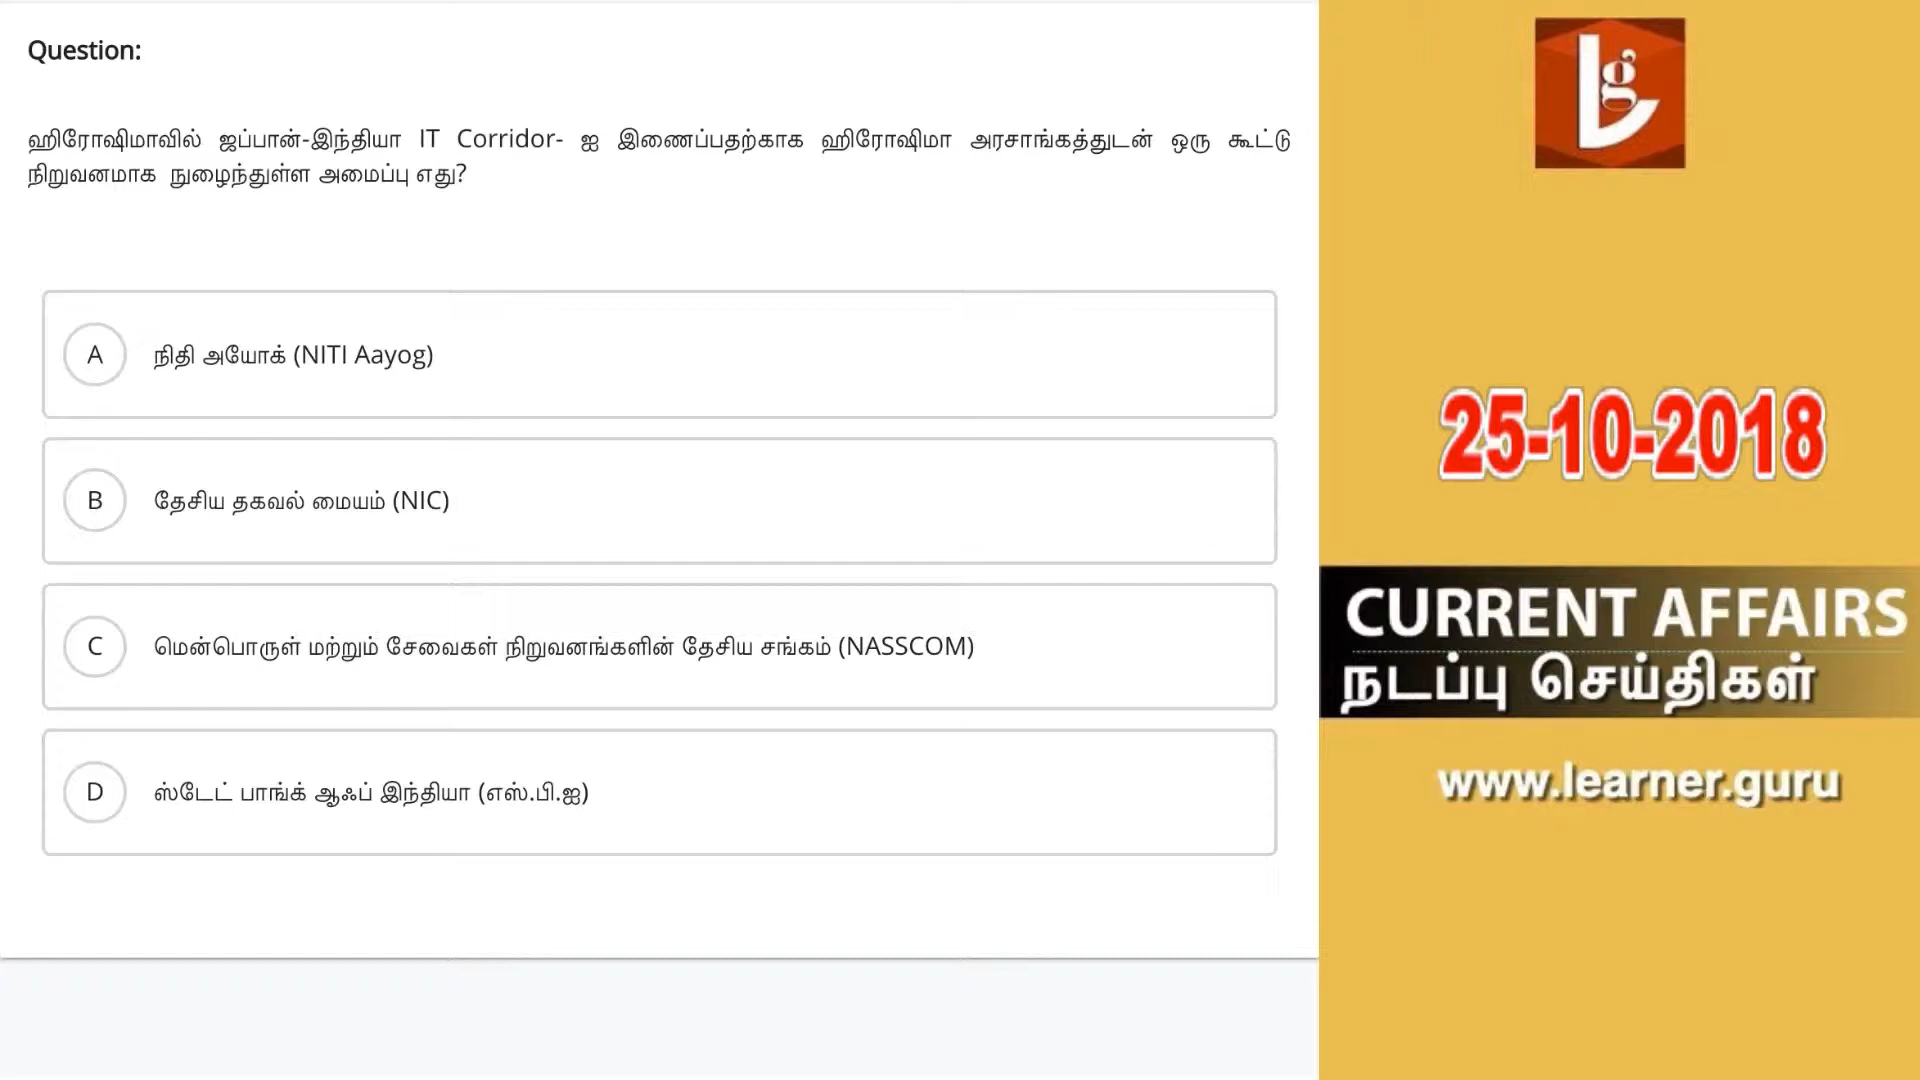 Question:
ஹிரோஷிமாவில் ஜப்பான்-இந்தியா IT Corridor- ஐ இணைப்பதற்காக ஹிரோஷிமா அரசாங்கத்துடன் ஒரு கூட்டு
நிறுவனமாக நுழைந்துள்ள அமைப்பு எது?
A நிதி அயோக் (NITI Aayog)
B தேசிய தகவல் மையம் (NIC)
C மென்பொருள் மற்றும் சேவைகள் நிறுவனங்களின் தேசிய சங்கம் (NASSCOM)
D ஸ்டேட் பாங்க் ஆஃப் இந்தியா (எஸ்.பி.ஐ)
Lg
25-10-2018
CURRENT AFFAIRS
நடப்பு செய்திகள்
www.learner.guru